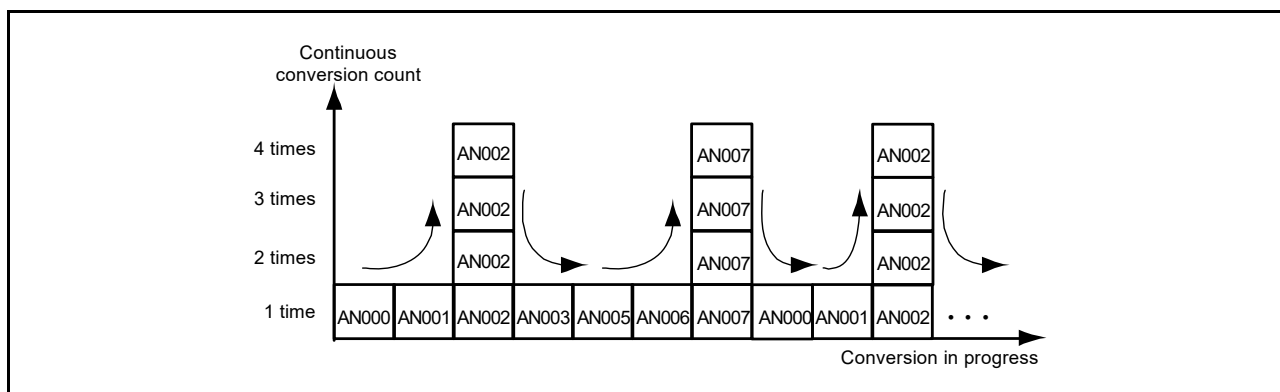 Continuous
conversion count
4 times
AN002
AN007
AN002
3 times
AN002
AN007
AN002
2 times
AN002
AN007
AN002
1 time
AN000 AN001 AN002 AN003 AN005 AN006 AN007 AN000 AN001 AN002 ...
Conversion in progress